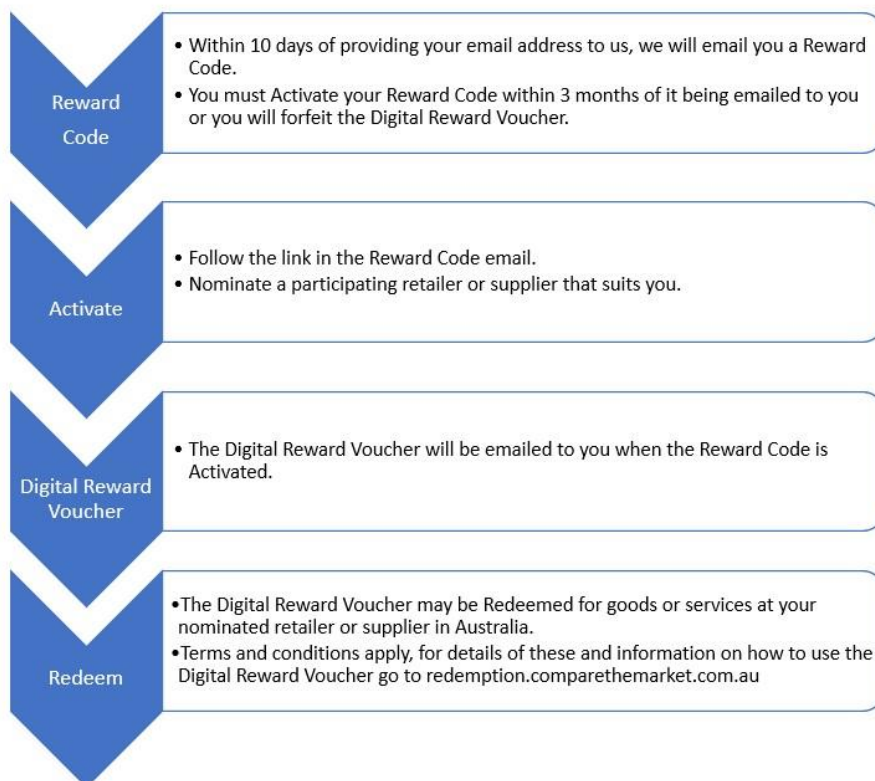 Reward
Code
• Within 10 days of providing your email address to us, we will email you a Reward
Code.
• You must Activate your Reward Code within 3 months of it being emailed to you
or you will forfeit the Digital Reward Voucher.
Activate
• Follow the link in the Reward Code email.
• Nominate a participating retailer or supplier that suits you.
Digital Reward
Voucher
• The Digital Reward Voucher will be emailed to you when the Reward Code is
Activated.
Redeem
•The Digital Reward Voucher may be Redeemed for goods or services at your
nominated retailer or supplier in Australia.
•Terms and conditions apply, for details of these and information on how to use the
Digital Reward Voucher go to redemption.comparethemarket.com.au